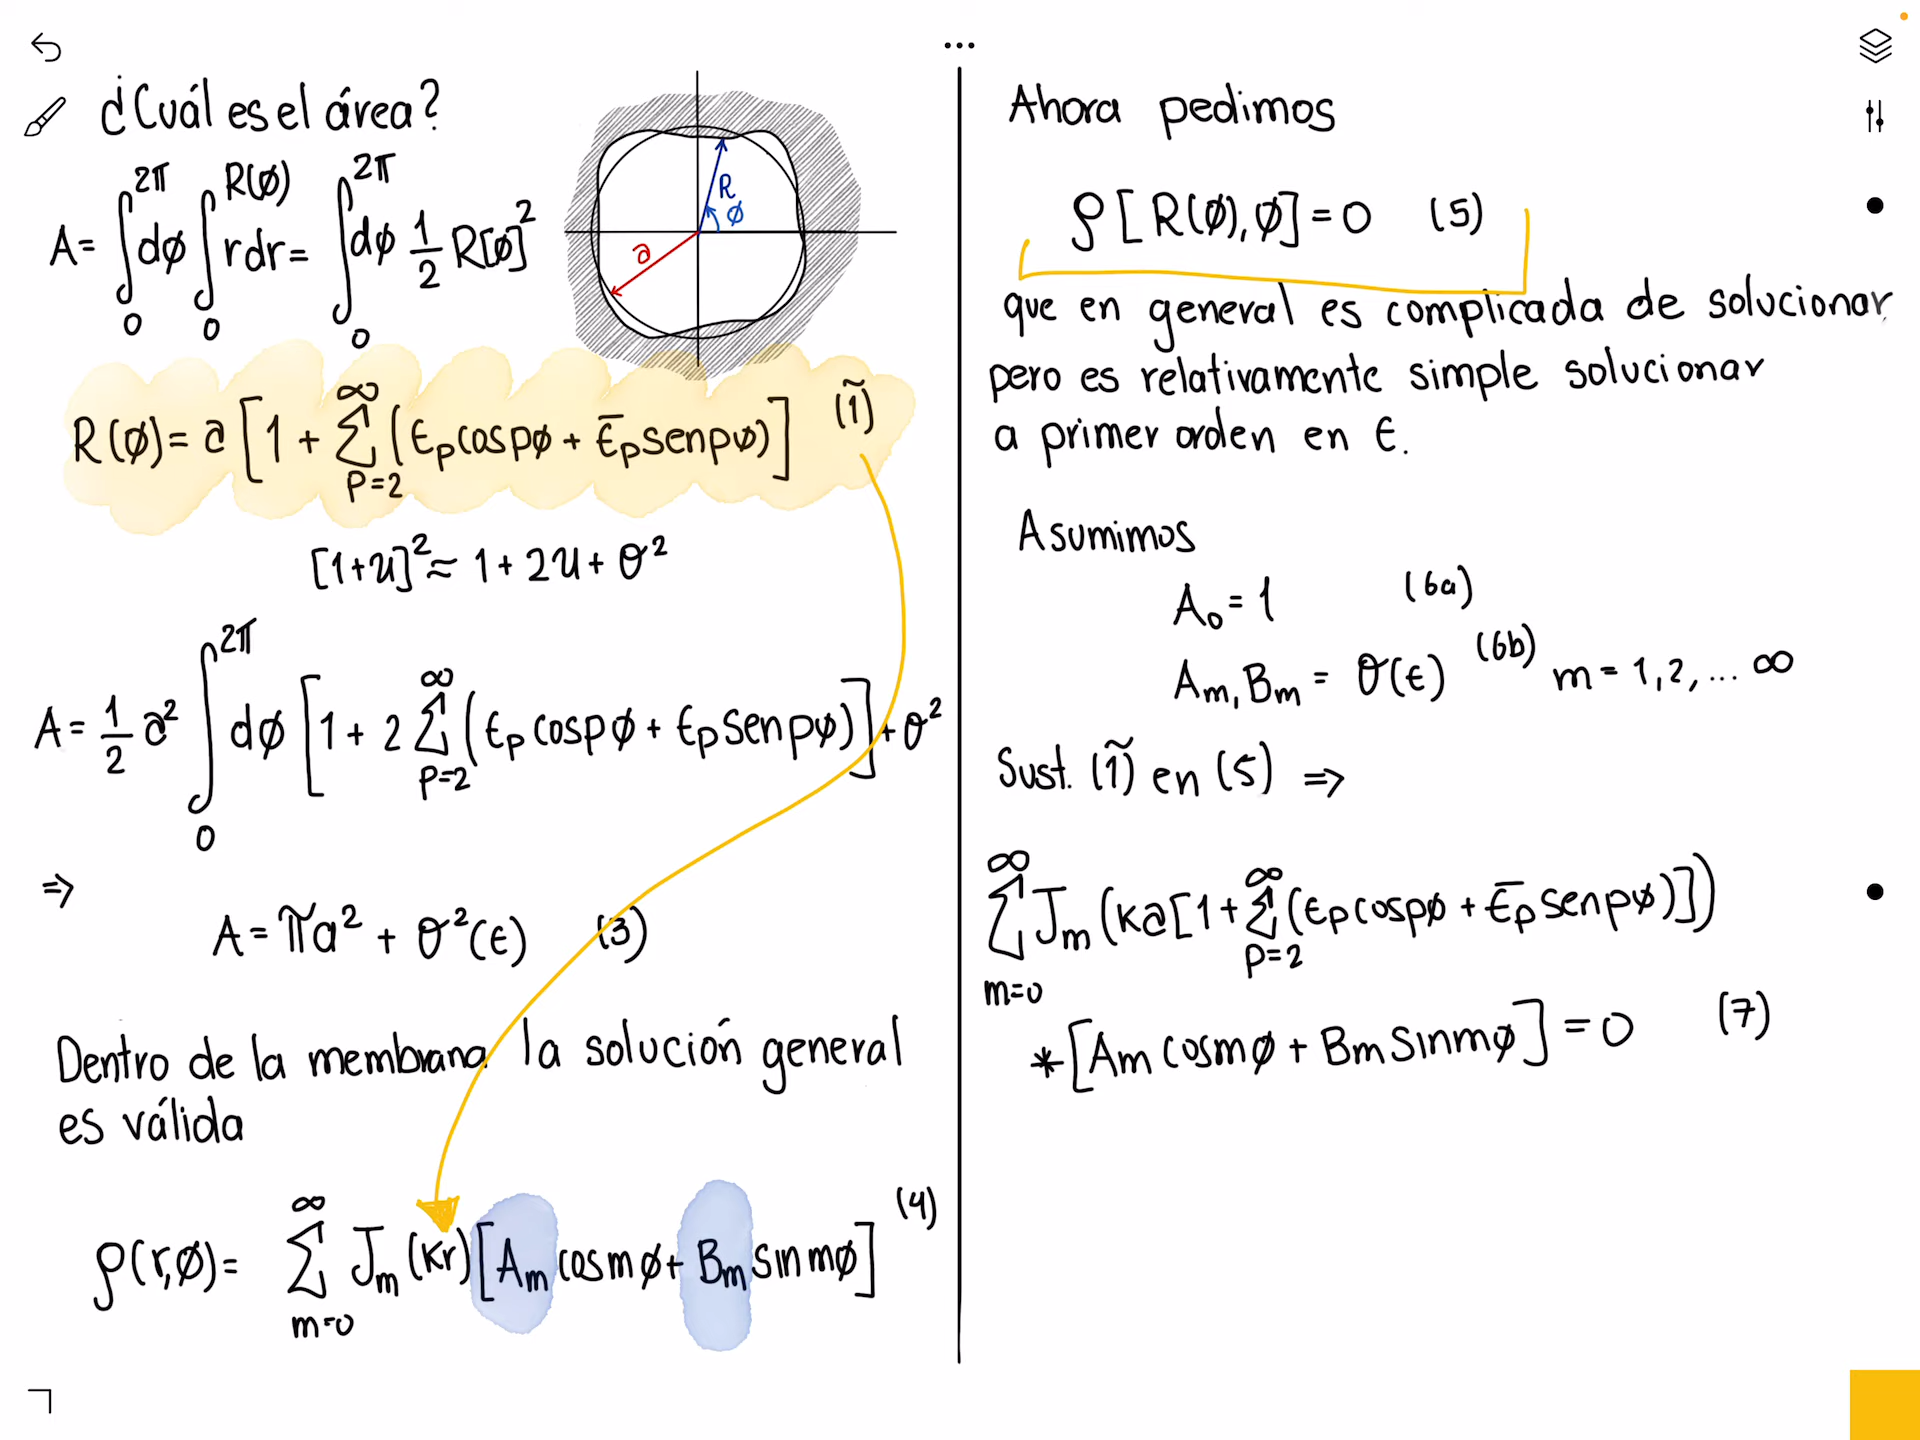 ¿Cuál es el área?
A = ∫₀^{2π} dφ ∫₀^{R(φ)} r dr = ∫₀^{2π} dφ 1/2 R[φ]²
a
R
φ
R(φ) = a [1 + Σ_{p=2}^∞ (ϵ_p cos pφ + ϵ̄_p sen pφ)] (1̃)
[1+u]² ≈ 1 + 2u + O²
A = 1/2 a² ∫₀^{2π} dφ [1 + 2 Σ_{p=2}^∞ (ϵ_p cos pφ + ϵ_p sen pφ)] + O²
⇒
A = πa² + O²(ϵ) (3)
Dentro de la membrana la solución general
es válida
ρ(r,φ) = Σ_{m=0}^∞ J_m(kr) [A_m cos mφ + B_m sin mφ] (4)
Ahora pedimos
ρ[R(φ),φ] = 0 (5)
que en general es complicada de solucionar,
pero es relativamente simple solucionar
a primer orden en ϵ.
Asumimos
A₀ = 1 (6a)
A_m, B_m = O(ϵ) (6b) m = 1,2,... ∞
Sust. (1̃) en (5) ⇒
Σ_{m=0}^∞ J_m(ka[1 + Σ_{p=2}^∞ (ϵ_p cos pφ + ϵ̄_p sen pφ)])
* [A_m cos mφ + B_m Sin mφ] = 0 (7)